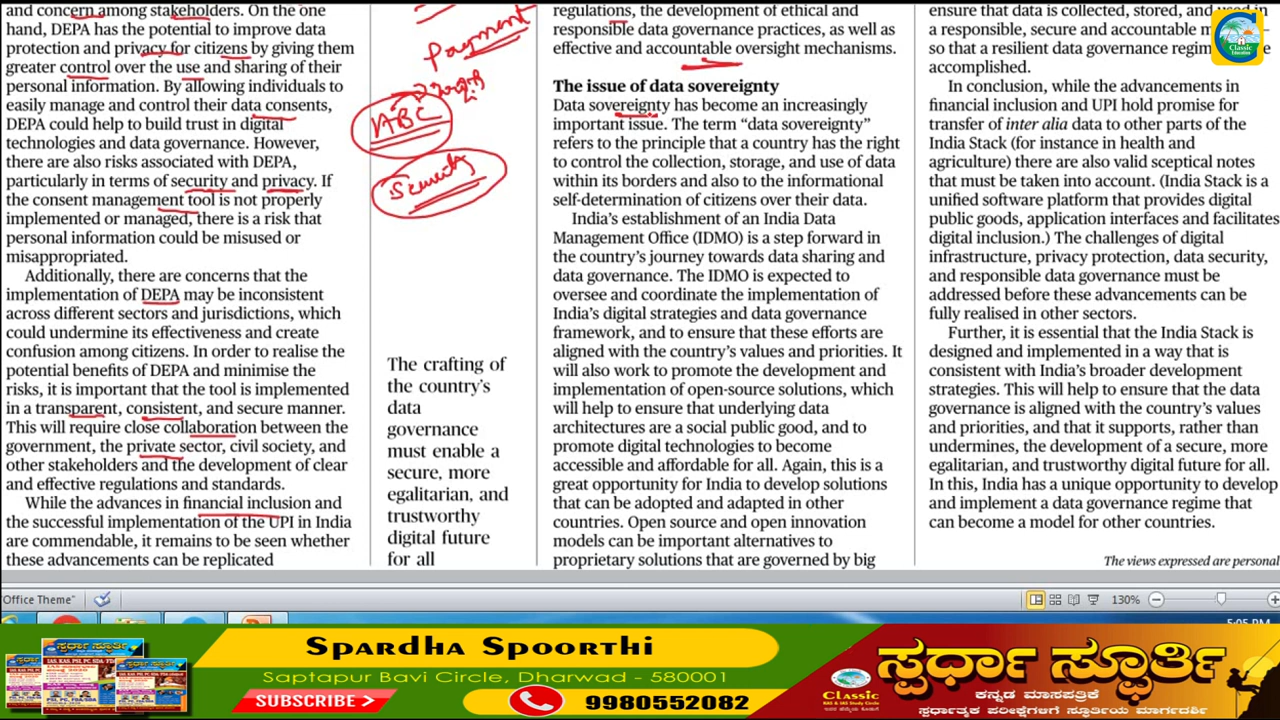 and concern among stakeholders. On the one
hand, DEPA has the potential to improve data
protection and privacy for citizens by giving them
greater control over the use and sharing of their
personal information. By allowing individuals to
easily manage and control their data consents,
DEPA could help to build trust in digital
technologies and data governance. However,
there are also risks associated with DEPA,
particularly in terms of security and privacy. If
the consent management tool is not properly
implemented or managed, there is a risk that
personal information could be misused or
misappropriated.
Additionally, there are concerns that the
implementation of DEPA may be inconsistent
across different sectors and jurisdictions, which
could undermine its effectiveness and create
confusion among citizens. In order to realise the
potential benefits of DEPA and minimise the
risks, it is important that the tool is implemented
in a transparent, consistent, and secure manner.
This will require close collaboration between the
government, the private sector, civil society, and
other stakeholders and the development of clear
and effective regulations and standards.
While the advances in financial inclusion and
the successful implementation of the UPI in India
are commendable, it remains to be seen whether
these advancements can be replicated
Payment
ABC
Security
The crafting of
the country's
data
governance
must enable a
secure, more
egalitarian, and
trustworthy
digital future
for all
regulations, the development of ethical and
responsible data governance practices, as well as
effective and accountable oversight mechanisms.
The issue of data sovereignty
Data sovereignty has become an increasingly
important issue. The term “data sovereignty”
refers to the principle that a country has the right
to control the collection, storage, and use of data
within its borders and also to the informational
self-determination of citizens over their data.
India's establishment of an India Data
Management Office (IDMO) is a step forward in
the country's journey towards data sharing and
data governance. The IDMO is expected to
oversee and coordinate the implementation of
India's digital strategies and data governance
framework, and to ensure that these efforts are
aligned with the country's values and priorities. It
will also work to promote the development and
implementation of open-source solutions, which
will help to ensure that underlying data
architectures are a social public good, and to
promote digital technologies to become
accessible and affordable for all. Again, this is a
great opportunity for India to develop solutions
that can be adopted and adapted in other
countries. Open source and open innovation
models can be important alternatives to
proprietary solutions that are governed by big
ensure that data is collected, stored, and used in
a responsible, secure and accountable
so that a resilient data governance
accomplished.
In conclusion, while the advancements in
financial inclusion and UPI hold promise for
transfer of inter alia data to other parts of the
India Stack (for instance in health and
agriculture) there are also valid sceptical notes
that must be taken into account. (India Stack is a
unified software platform that provides digital
public goods, application interfaces and facilitates
digital inclusion.) The challenges of digital
infrastructure, privacy protection, data security,
and responsible data governance must be
addressed before these advancements can be
fully realised in other sectors.
Further, it is essential that the India Stack is
designed and implemented in a way that is
consistent with India's broader development
strategies. This will help to ensure that the data
governance is aligned with the country's values
and priorities, and that it supports, rather than
undermines, the development of a secure, more
egalitarian, and trustworthy digital future for all.
In this, India has a unique opportunity to develop
and implement a data governance regime that
can become a model for other countries.
The views expressed are personal
Classic
Education
"Office Theme"
130%
5:05 PM
Spardha Spoorthi
Saptapur Bavi Circle, Dharwad - 580001
SUBSCRIBE
9980552082
ಸ್ಪರ್ಧಾ ಸ್ಫೂರ್ತಿ
ಕನ್ನಡ ಮಾಸಪತ್ರಿಕೆ
ಸ್ಪರ್ಧಾತ್ಮಕ ಪರೀಕ್ಷೆಗಳಿಗೆ ಸ್ಫೂರ್ತಿಯ ಮಾರ್ಗದರ್ಶಿ
Classic
IAS & KAS Study Circle